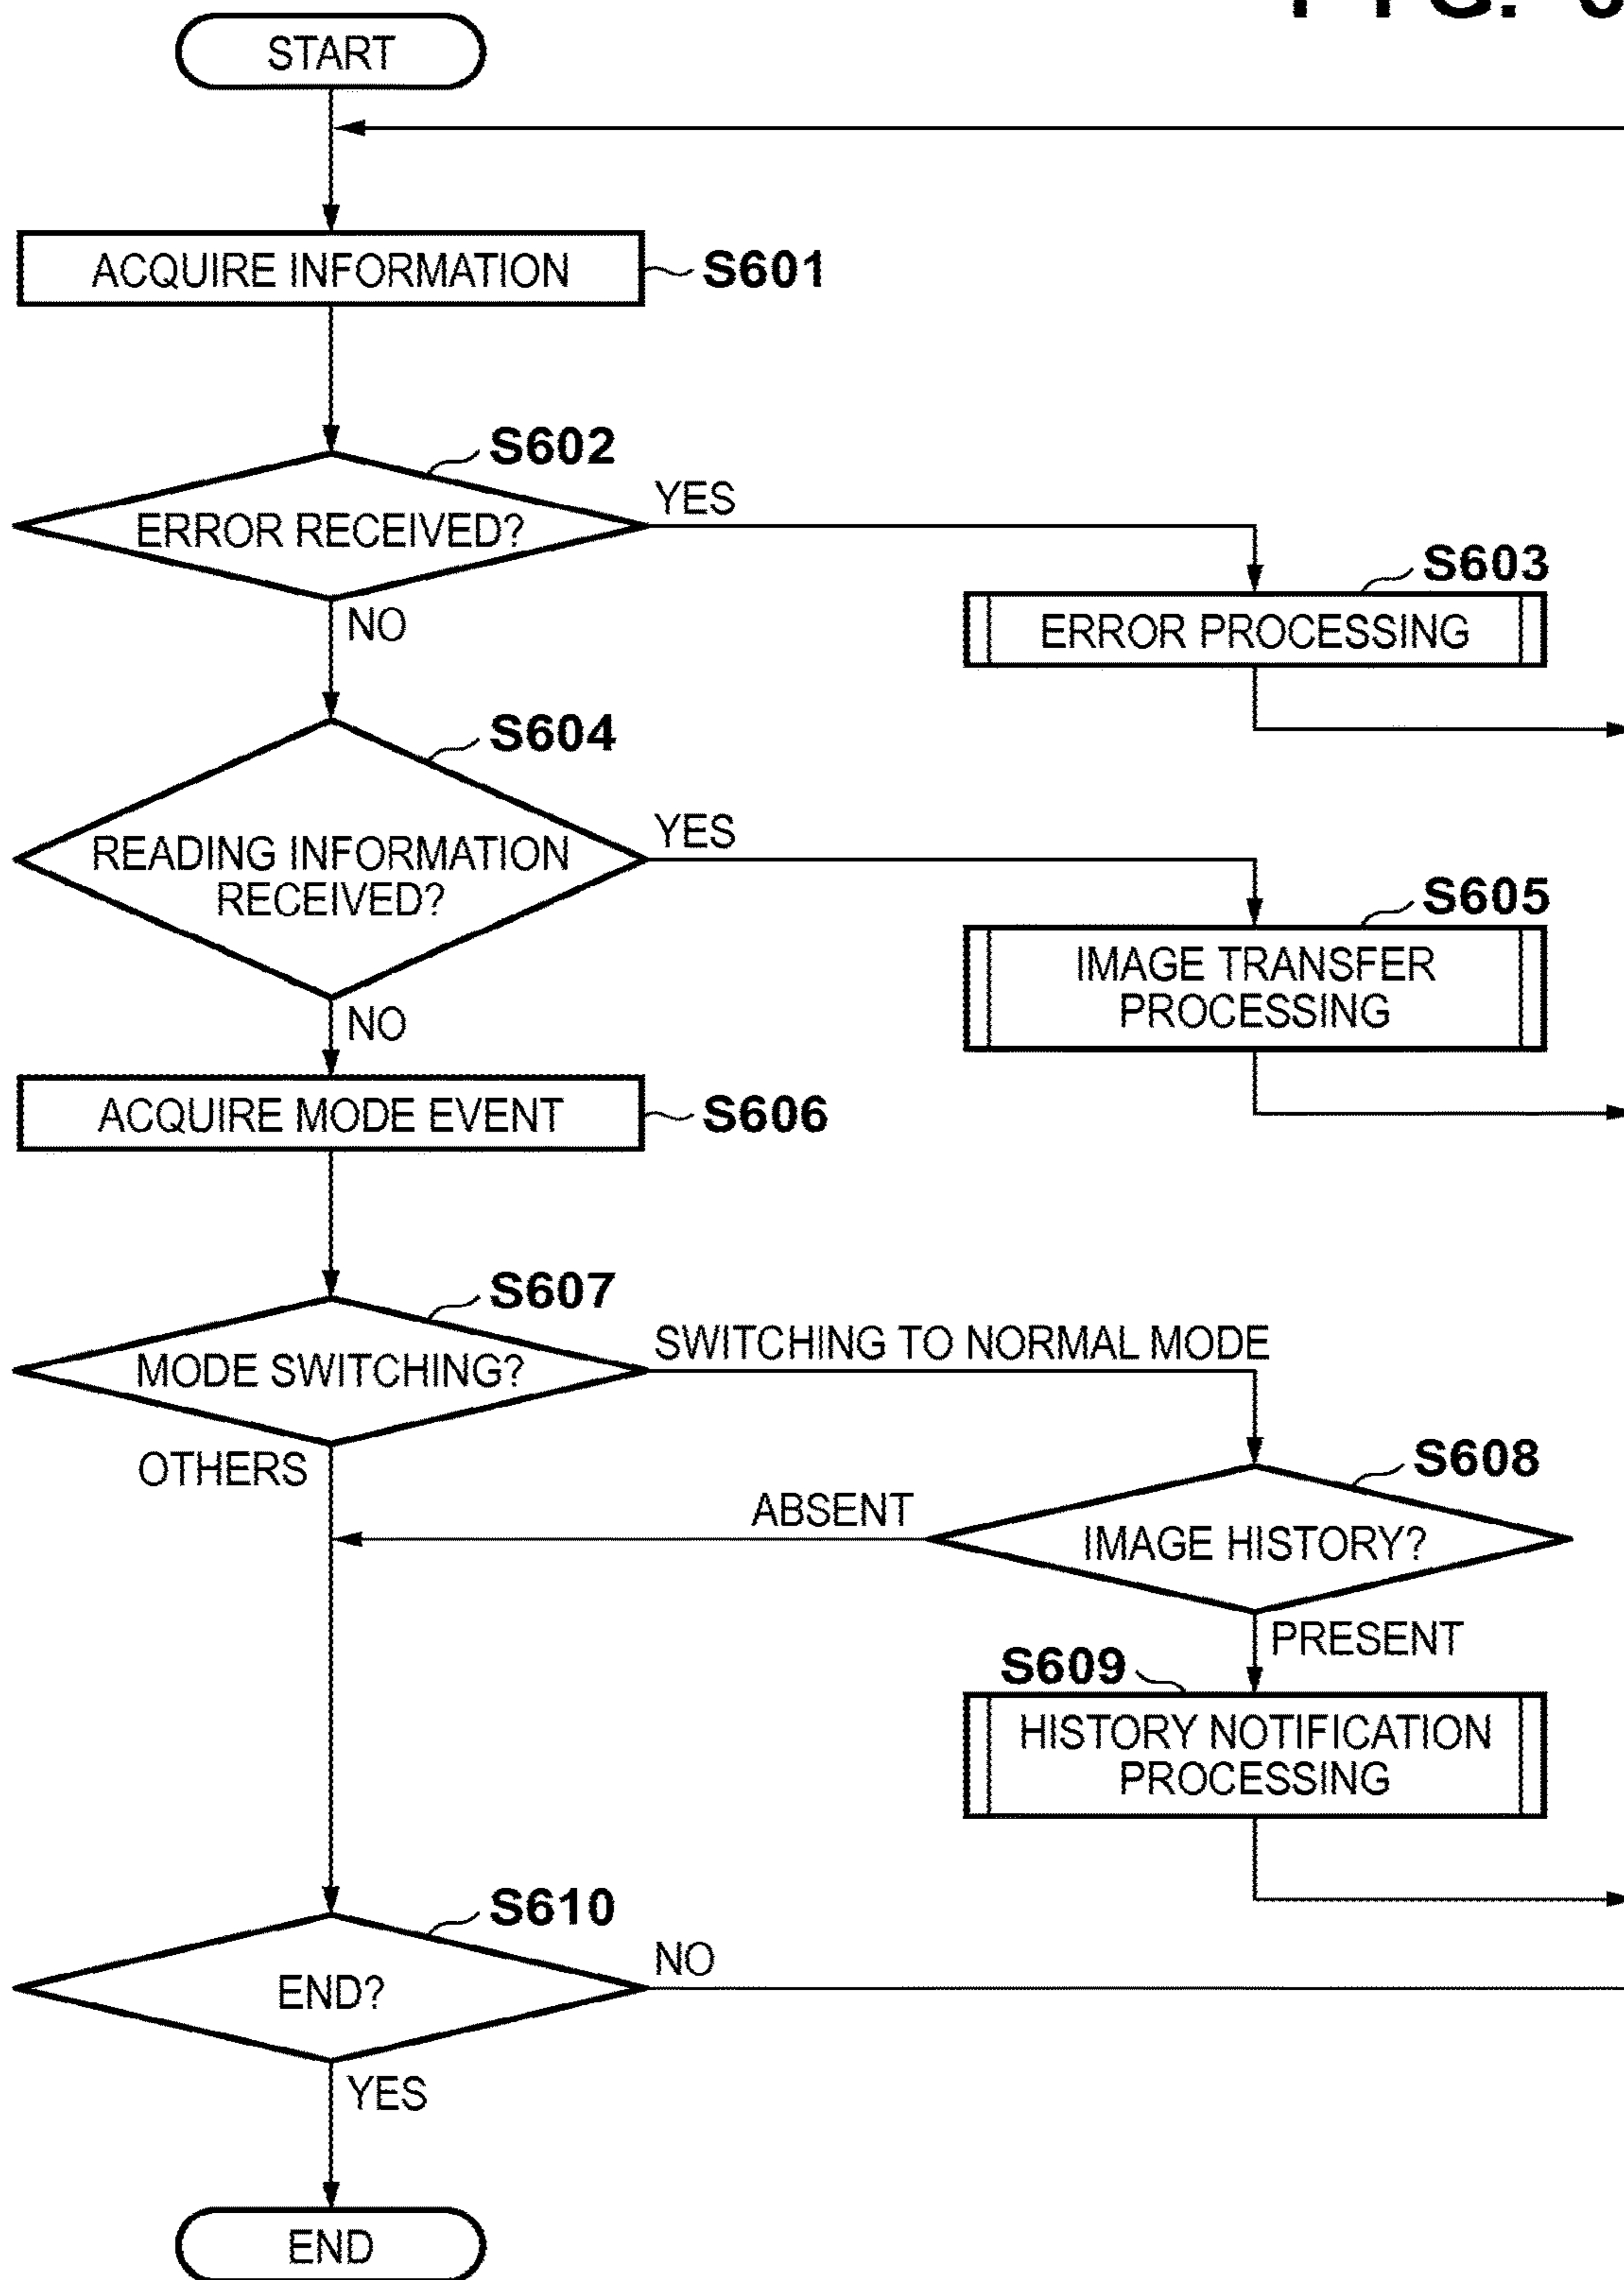 FIG.
START
ACQUIRE INFORMATION
S601
S602
ERROR RECEIVED?
YES
NO
S603
ERROR PROCESSING
S604
READING INFORMATION
RECEIVED?
YES
NO
S605
IMAGE TRANSFER
PROCESSING
ACQUIRE MODE EVENT
S606
S607
MODE SWITCHING?
SWITCHING TO NORMAL MODE
OTHERS
S608
IMAGE HISTORY?
ABSENT
PRESENT
S609
HISTORY NOTIFICATION
PROCESSING
S610
END?
NO
YES
END